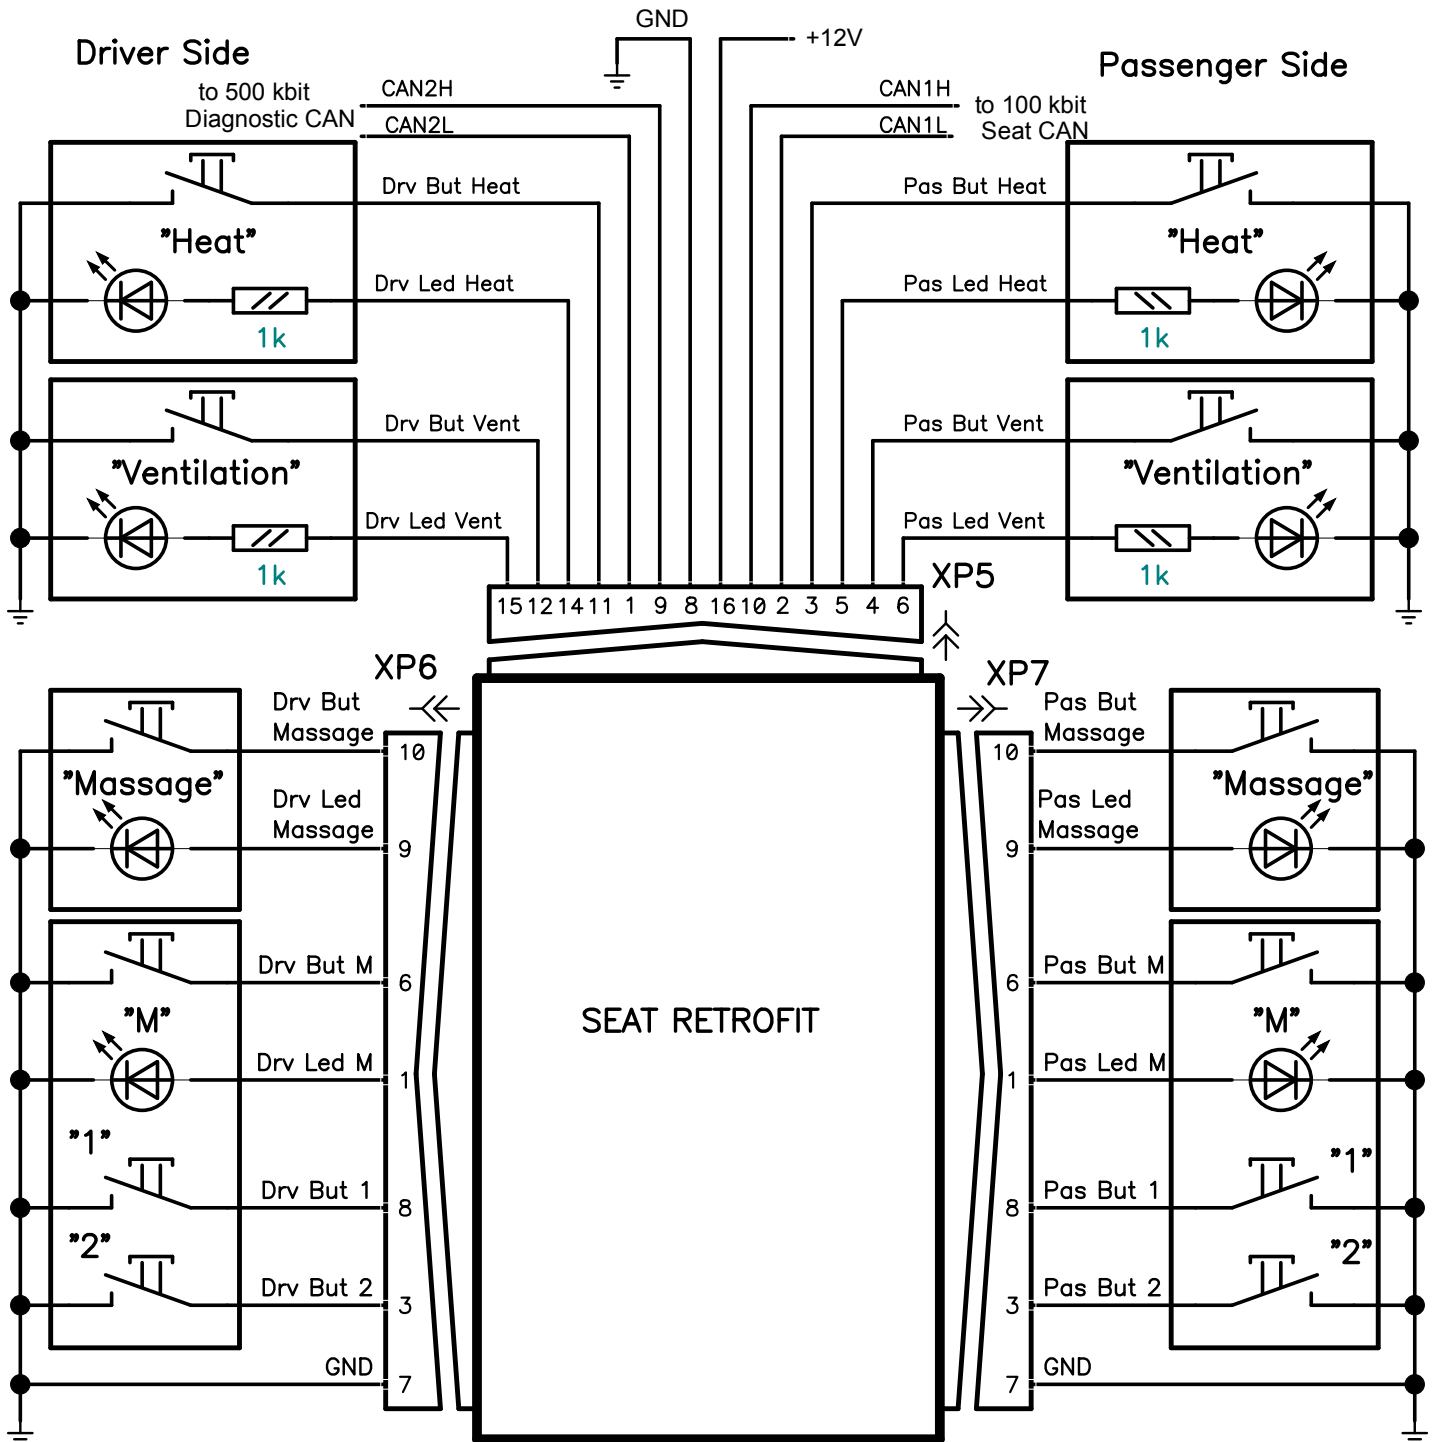 GND
+12V
Driver Side
Passenger Side
to 500 kbit
Diagnostic CAN
CAN2H
CAN2L
CAN1H
CAN1L
to 100 kbit
Seat CAN
Drv But Heat
Pas But Heat
"Heat"
"Heat"
Drv Led Heat
Pas Led Heat
1k
1k
Drv But Vent
Pas But Vent
"Ventilation"
"Ventilation"
Drv Led Vent
Pas Led Vent
1k
1k
XP5
15 12 14 11 1 9 8 16 10 2 3 5 4 6
XP6
XP7
Drv But
Massage
10
"Massage"
Drv Led
Massage
9
Drv But M
6
"M"
Drv Led M
1
"1"
Drv But 1
8
"2"
Drv But 2
3
GND
7
SEAT RETROFIT
Pas But
Massage
10
"Massage"
Pas Led
Massage
9
Pas But M
6
"M"
Pas Led M
1
"1"
Pas But 1
8
"2"
Pas But 2
3
GND
7